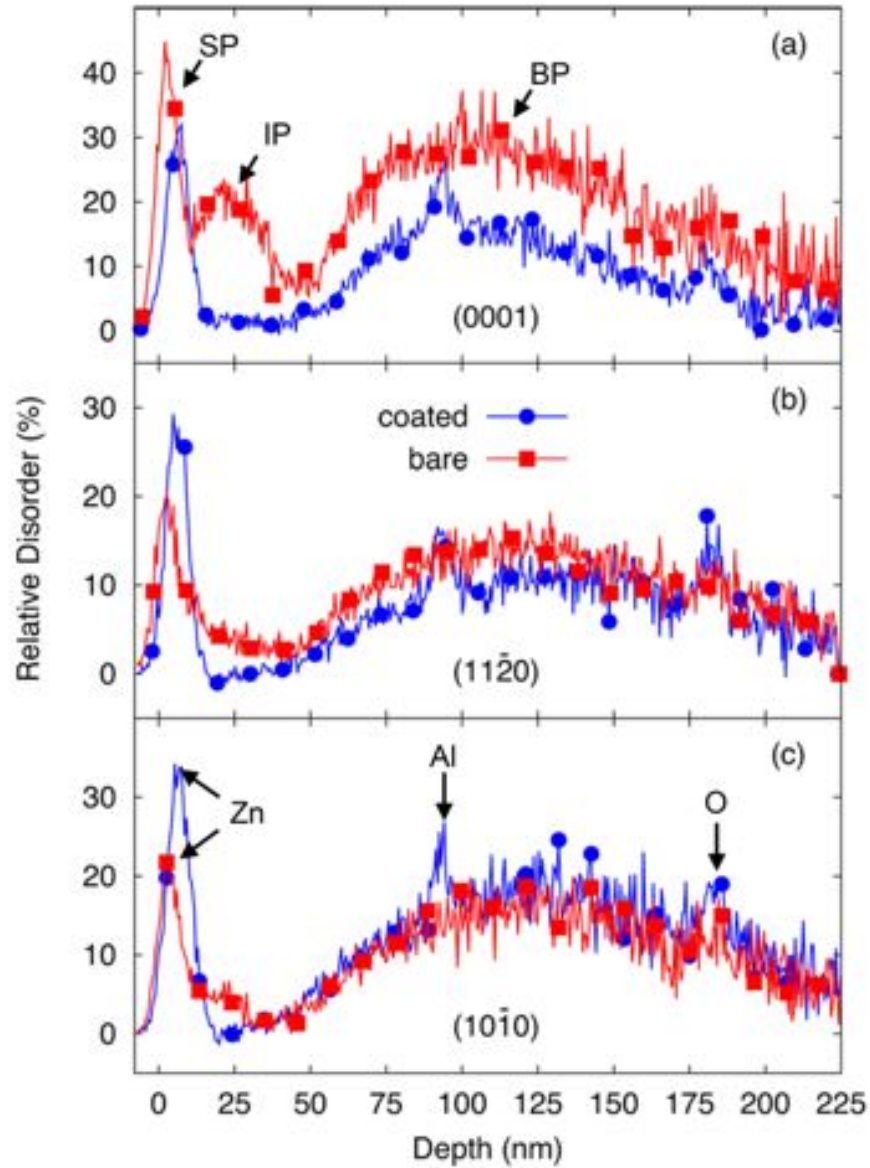 (a)
SP
IP
BP
40
30
20
10
0
(0001)
Relative Disorder (%)
(b)
30
20
10
0
coated
bare
(112̄0)
(c)
30
20
10
0
Zn
Al
O
(101̄0)
0 25 50 75 100 125 150 175 200 225
Depth (nm)